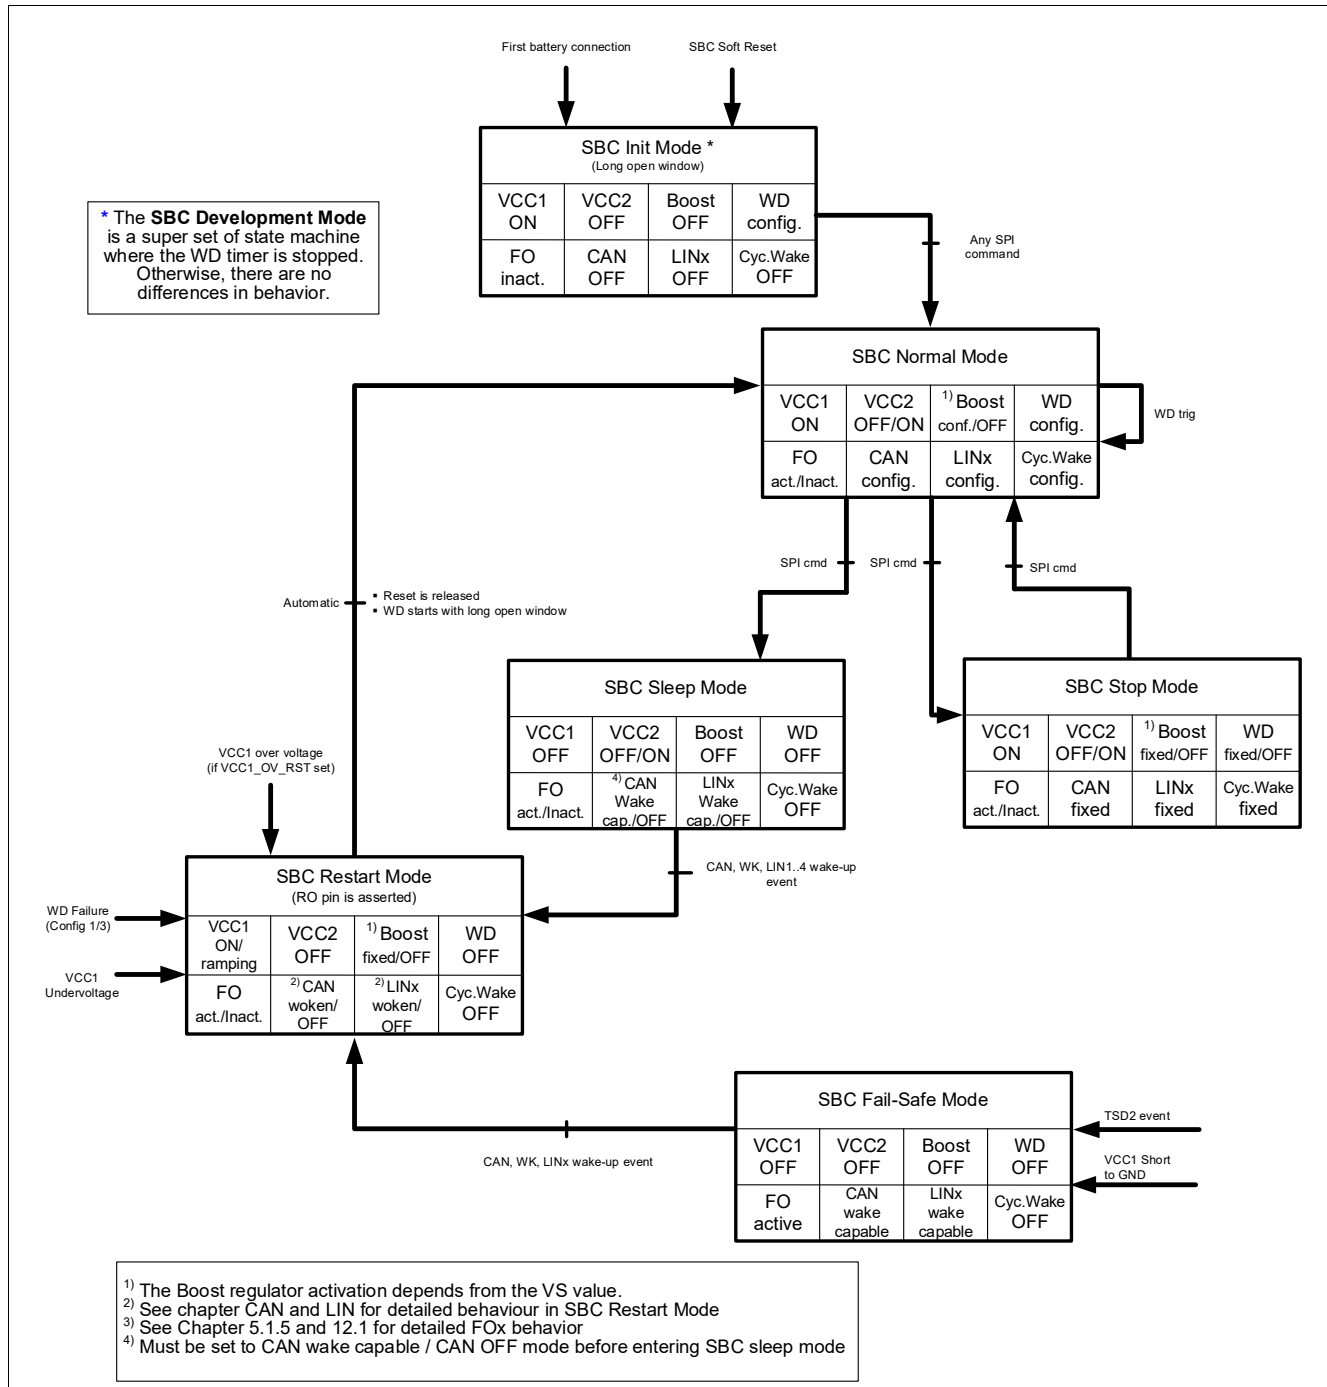 First battery connection
SBC Soft Reset
SBC Init Mode *
(Long open window)
VCC1
ON
VCC2
OFF
Boost
OFF
WD
config.
FO
inact.
CAN
OFF
LINx
OFF
Cyc.Wake
OFF
* The SBC Development Mode
is a super set of state machine
where the WD timer is stopped.
Otherwise, there are no
differences in behavior.
Any SPI
command
SBC Normal Mode
VCC1
ON
VCC2
OFF/ON
1) Boost
conf./OFF
WD
config.
FO
act./Inact.
CAN
config.
LINx
config.
Cyc.Wake
config.
WD trig
SPI cmd
SPI cmd
SPI cmd
Automatic
▪ Reset is released
▪ WD starts with long open window
SBC Sleep Mode
VCC1
OFF
VCC2
OFF/ON
Boost
OFF
WD
OFF
FO
act./Inact.
4) CAN
Wake
cap./OFF
LINx
Wake
cap./OFF
Cyc.Wake
OFF
SBC Stop Mode
VCC1
ON
VCC2
OFF/ON
1) Boost
fixed/OFF
WD
fixed/OFF
FO
act./Inact.
CAN
fixed
LINx
fixed
Cyc.Wake
fixed
VCC1 over voltage
(if VCC1_OV_RST set)
CAN, WK, LIN1..4 wake-up
event
SBC Restart Mode
(RO pin is asserted)
WD Failure
(Config 1/3)
VCC1
Undervoltage
VCC1
ON/
ramping
VCC2
OFF
1) Boost
fixed/OFF
WD
OFF
FO
act./Inact.
2) CAN
woken/
OFF
2) LINx
woken/
OFF
Cyc.Wake
OFF
SBC Fail-Safe Mode
VCC1
OFF
VCC2
OFF
Boost
OFF
WD
OFF
FO
active
CAN
wake
capable
LINx
wake
capable
Cyc.Wake
OFF
TSD2 event
VCC1 Short
to GND
CAN, WK, LINx wake-up event
1) The Boost regulator activation depends from the VS value.
2) See chapter CAN and LIN for detailed behaviour in SBC Restart Mode
3) See Chapter 5.1.5 and 12.1 for detailed FOx behavior
4) Must be set to CAN wake capable / CAN OFF mode before entering SBC sleep mode